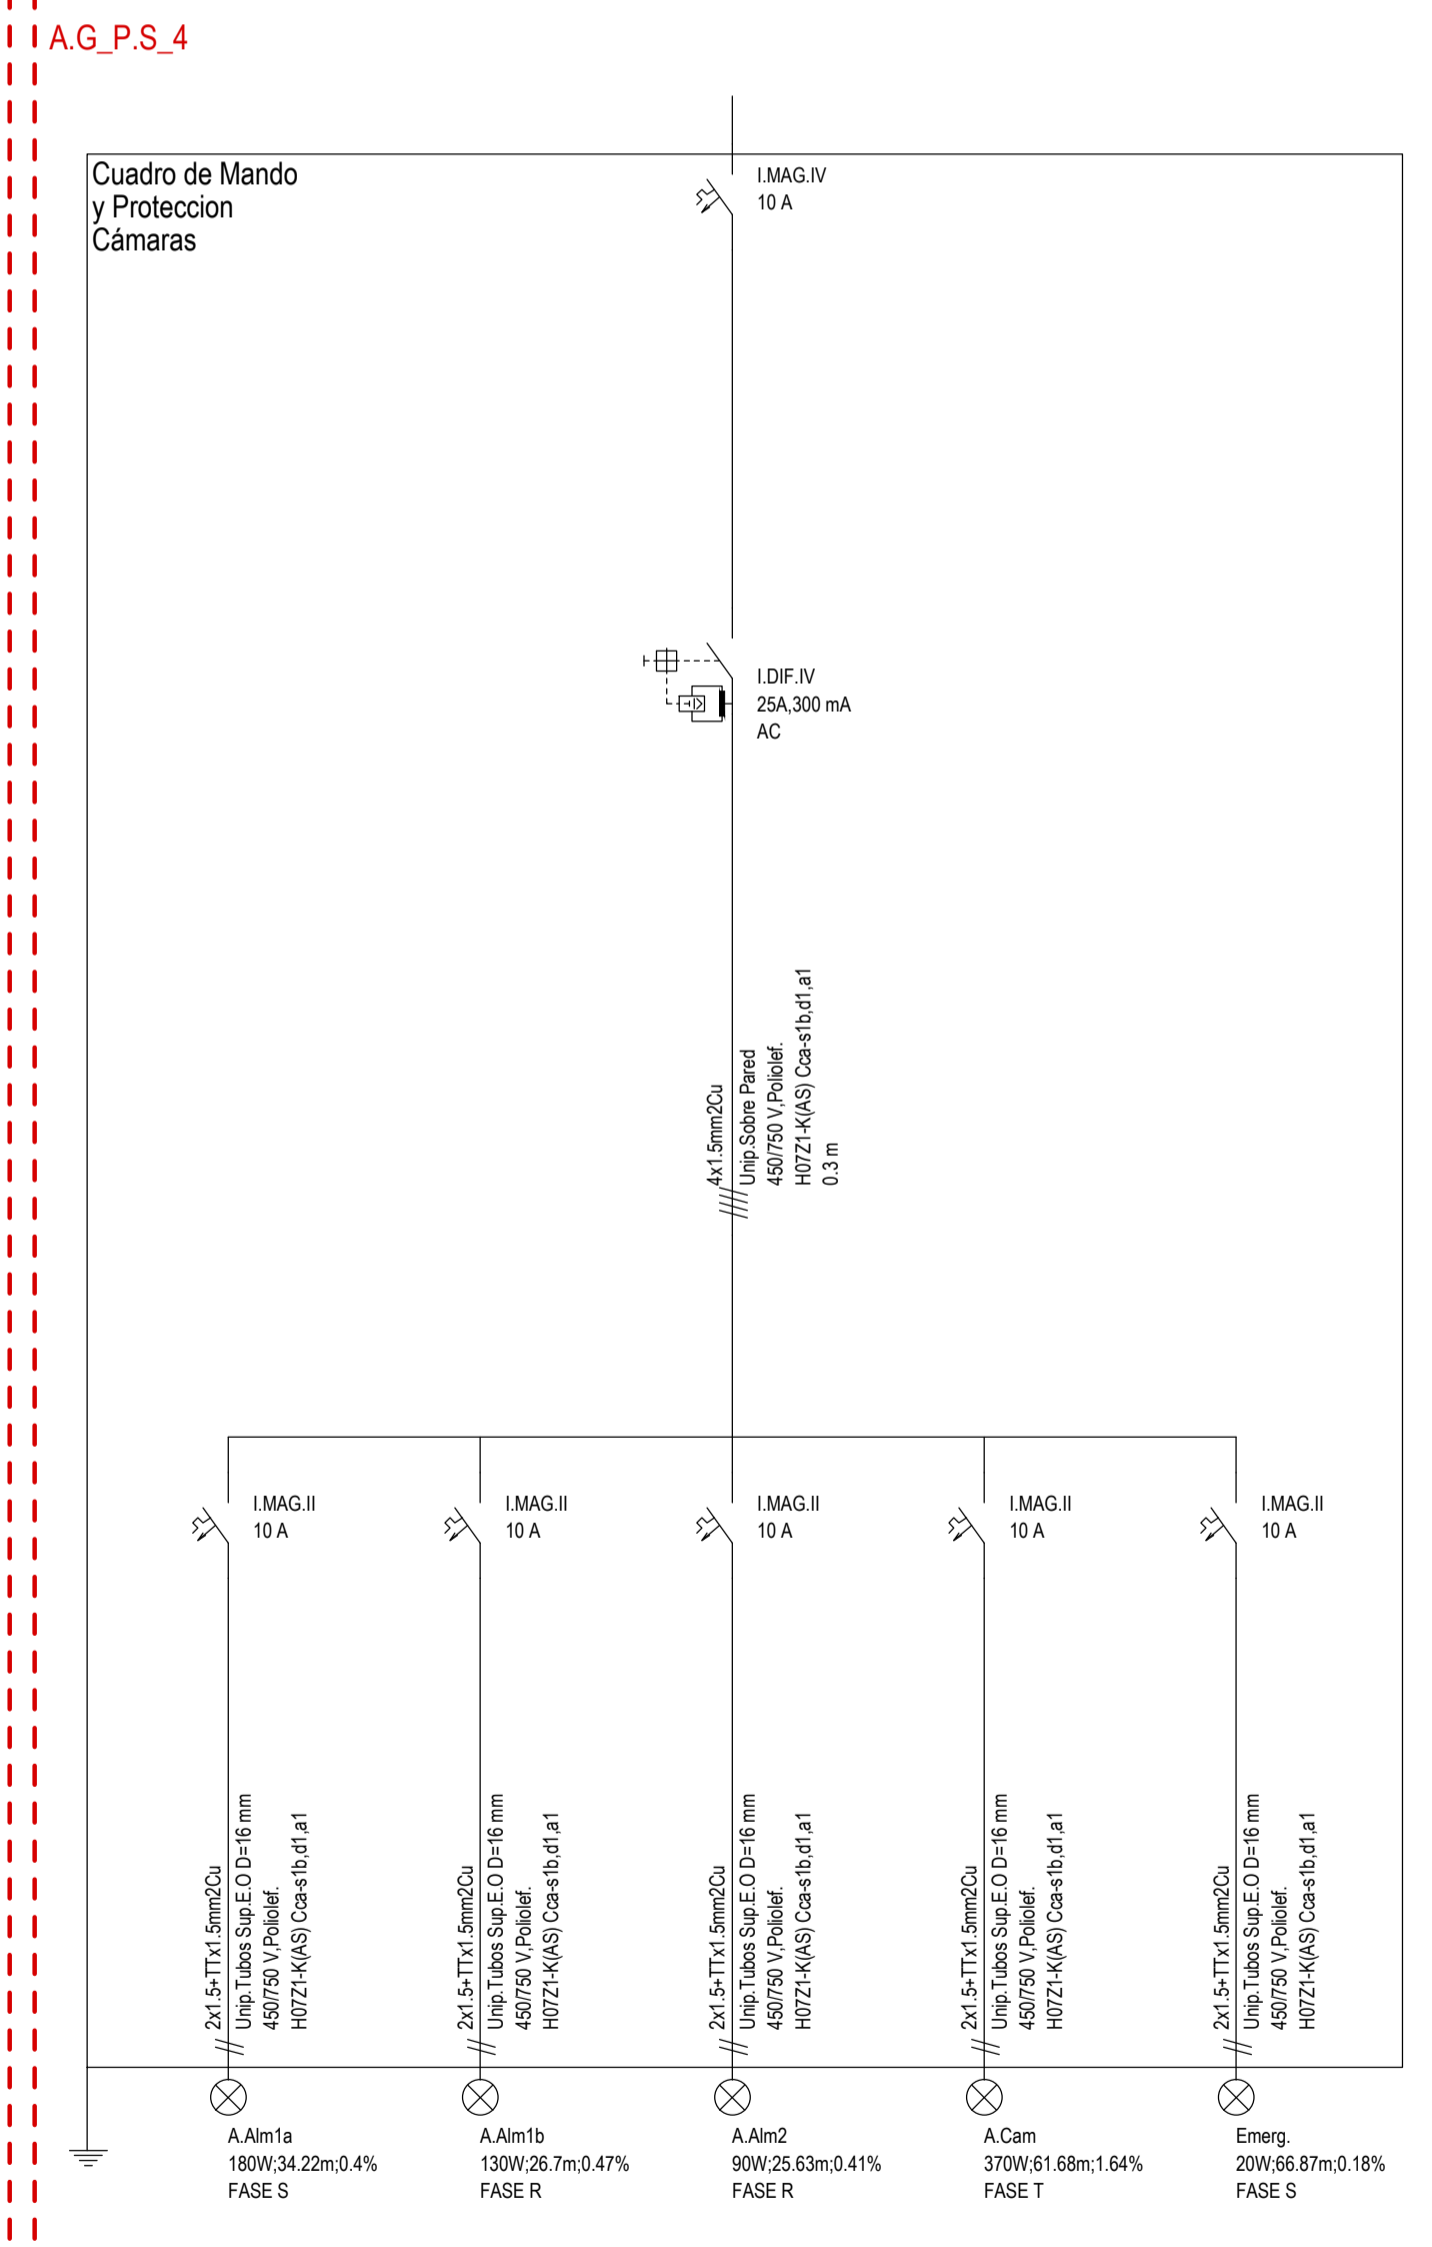 A.G_P.S_4
Cuadro de Mando
y Proteccion
Cámaras
I.MAG.IV
10 A
I.DIF.IV
25A,300 mA
AC
4x1.5mm2Cu
Unip.Sobre Pared
450/750 V,Poliolef.
H07Z1-K(AS) Cca-s1b,d1,a1
0.3 m
I.MAG.II
10 A
I.MAG.II
10 A
I.MAG.II
10 A
I.MAG.II
10 A
I.MAG.II
10 A
2x1.5+TTx1.5mm2Cu
Unip.Tubos Sup.E.O D=16 mm
450/750 V,Poliolef.
H07Z1-K(AS) Cca-s1b,d1,a1
2x1.5+TTx1.5mm2Cu
Unip.Tubos Sup.E.O D=16 mm
450/750 V,Poliolef.
H07Z1-K(AS) Cca-s1b,d1,a1
2x1.5+TTx1.5mm2Cu
Unip.Tubos Sup.E.O D=16 mm
450/750 V,Poliolef.
H07Z1-K(AS) Cca-s1b,d1,a1
2x1.5+TTx1.5mm2Cu
Unip.Tubos Sup.E.O D=16 mm
450/750 V,Poliolef.
H07Z1-K(AS) Cca-s1b,d1,a1
2x1.5+TTx1.5mm2Cu
Unip.Tubos Sup.E.O D=16 mm
450/750 V,Poliolef.
H07Z1-K(AS) Cca-s1b,d1,a1
A.Alm1a
180W;34.22m;0.4%
FASE S
A.Alm1b
130W;26.7m;0.47%
FASE R
A.Alm2
90W;25.63m;0.41%
FASE R
A.Cam
370W;61.68m;1.64%
FASE T
Emerg.
20W;66.87m;0.18%
FASE S